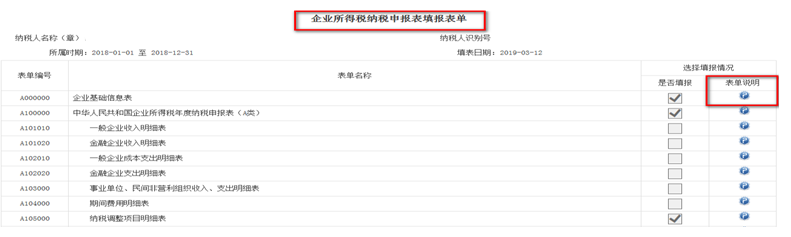 企业所得税纳税申报表填报表单
纳税人名称（章） 纳税人识别号
所属时期：2018-01-01 至 2018-12-31 填表日期：2019-03-12
表单编号 表单名称 选择填报情况
是否填报 表单说明
A000000 企业基础信息表
A100000 中华人民共和国企业所得税年度纳税申报表（A类）
A101010 一般企业收入明细表
A101020 金融企业收入明细表
A102010 一般企业成本支出明细表
A102020 金融企业支出明细表
A103000 事业单位、民间非营利组织收入、支出明细表
A104000 期间费用明细表
A105000 纳税调整项目明细表